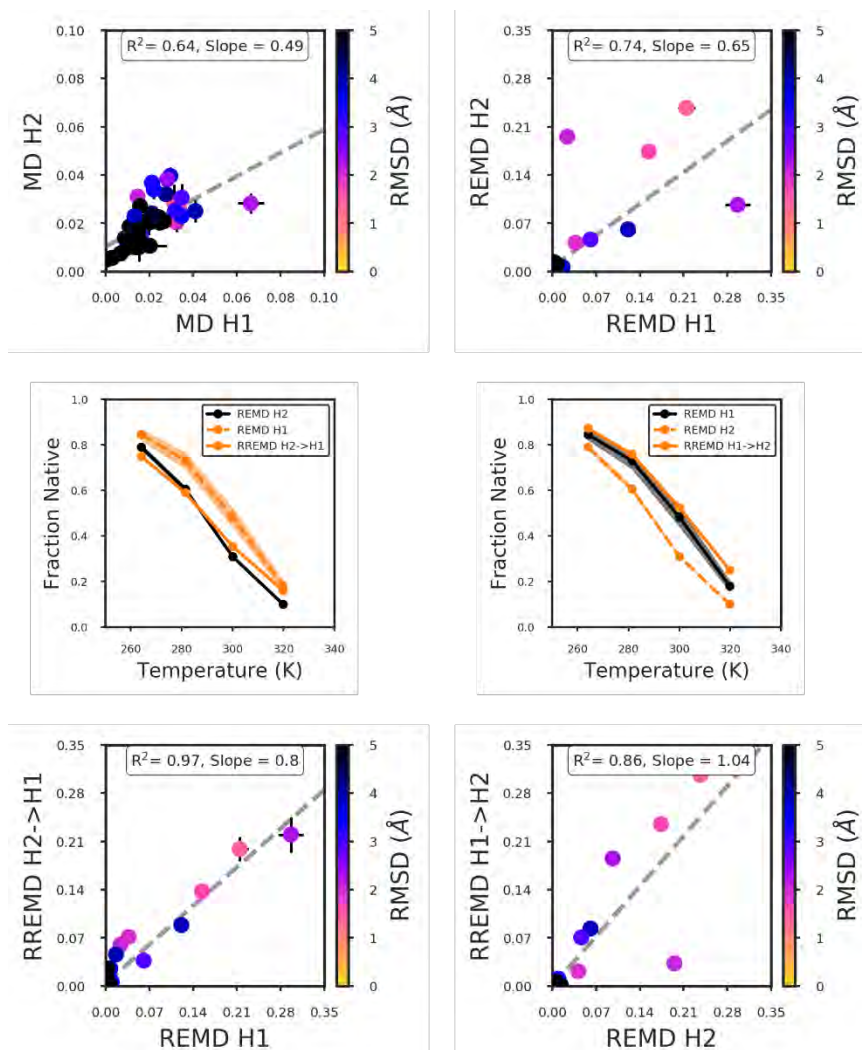 R²= 0.64, Slope = 0.49
0.10
0.08
0.06
0.04
0.02
0.00
MD H2
0.00 0.02 0.04 0.06 0.08 0.10
MD H1
5
4
3
2
1
0
RMSD (Å)
R²= 0.74, Slope = 0.65
0.35
0.28
0.21
0.14
0.07
0.00
REMD H2
0.00 0.07 0.14 0.21 0.28 0.35
REMD H1
5
4
3
2
1
0
RMSD (Å)
1.0
0.8
0.6
0.4
0.2
0.0
Fraction Native
REMD H2
REMD H1
RREMD H2->H1
260 280 300 320 340
Temperature (K)
1.0
0.8
0.6
0.4
0.2
0.0
Fraction Native
REMD H1
REMD H2
RREMD H1->H2
260 280 300 320 340
Temperature (K)
R²= 0.97, Slope = 0.8
0.35
0.28
0.21
0.14
0.07
0.00
RREMD H2->H1
0.00 0.07 0.14 0.21 0.28 0.35
REMD H1
5
4
3
2
1
0
RMSD (Å)
R²= 0.86, Slope = 1.04
0.35
0.28
0.21
0.14
0.07
0.00
RREMD H1->H2
0.00 0.07 0.14 0.21 0.28 0.35
REMD H2
5
4
3
2
1
0
RMSD (Å)